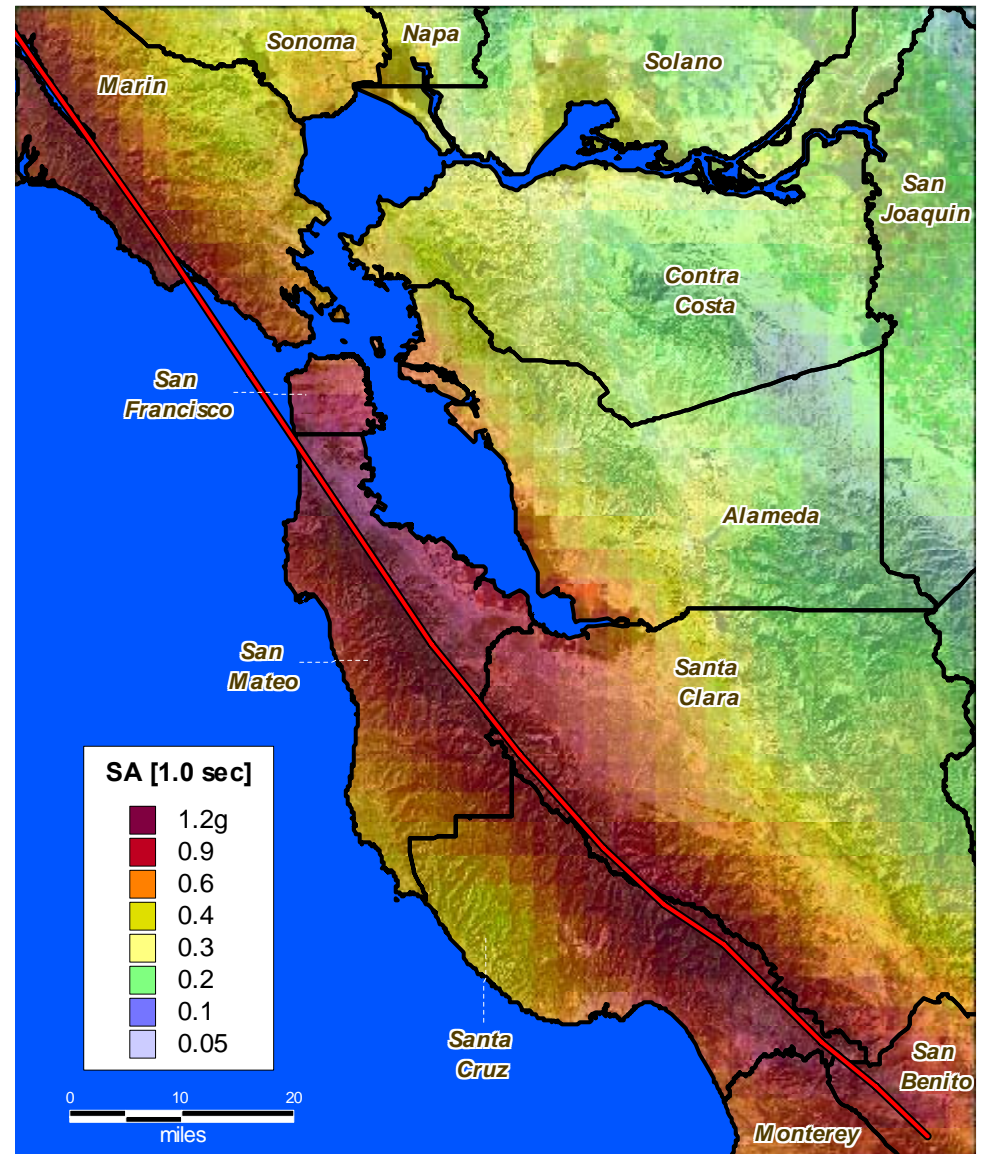 Napa
Sonoma
Solano
Marin
San
Joaquin
Contra
Costa
San
Francisco
Alameda
San
Mateo
Santa
Clara
SA [1.0 sec]
1.2g
0.9
0.6
0.4
0.3
0.2
0.1
0.05
Santa
Cruz
San
Benito
0 10 20
miles
Monterey